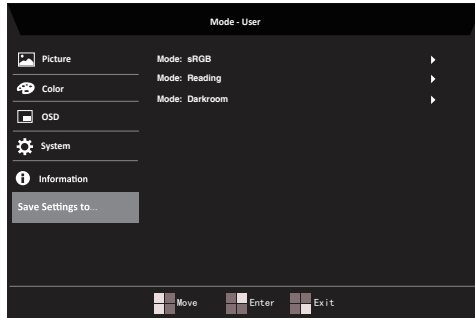 Mode - User
Picture
Color
OSD
System
Information
Save Settings to...
Mode: sRGB
Mode: Reading
Mode: Darkroom
Move Enter Exit